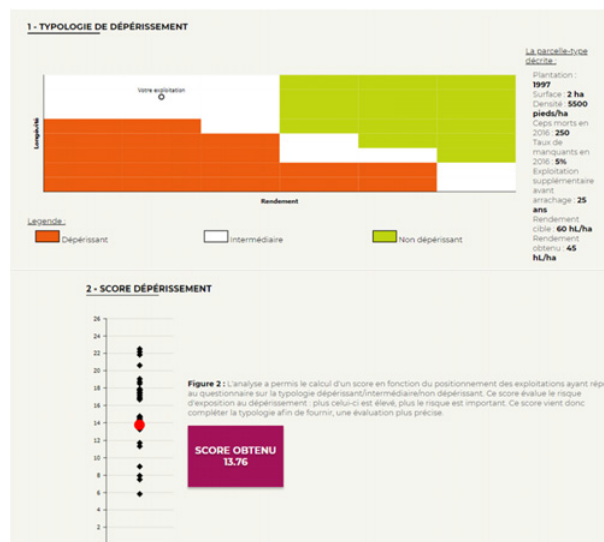 1 - TYPOLOGIE DE DÉPÉRISSEMENT
La parcelle-type
décrite :
Plantation :
1997
Surface : 2 ha
Densité : 5500
pieds/ha
Ceps morts en
2016 : 250
Taux de
manquants en
2016 : 5%
Exploitation
supplémentaire
avant
arrachage : 25
ans
Rendement
cible : 60 hL/ha
Rendement
obtenu : 45
hL/ha
Votre exploitation
Longévité
Rendement
Legende :
Dépérissant
Intermédiaire
Non dépérissant
2 - SCORE DÉPÉRISSEMENT
26
24
22
20
18
16
14
12
10
8
6
4
2
Figure 2 : L'analyse a permis le calcul d'un score en fonction du positionnement des exploitations ayant rép
au questionnaire sur la typologie dépérissant/intermédiaire/non dépérissant. Ce score évalue le risque
d'exposition au dépérissement : plus celui-ci est élevé, plus le risque est important. Ce score vient donc
compléter la typologie afin de fournir, une évaluation plus précise.
SCORE OBTENU
13.76